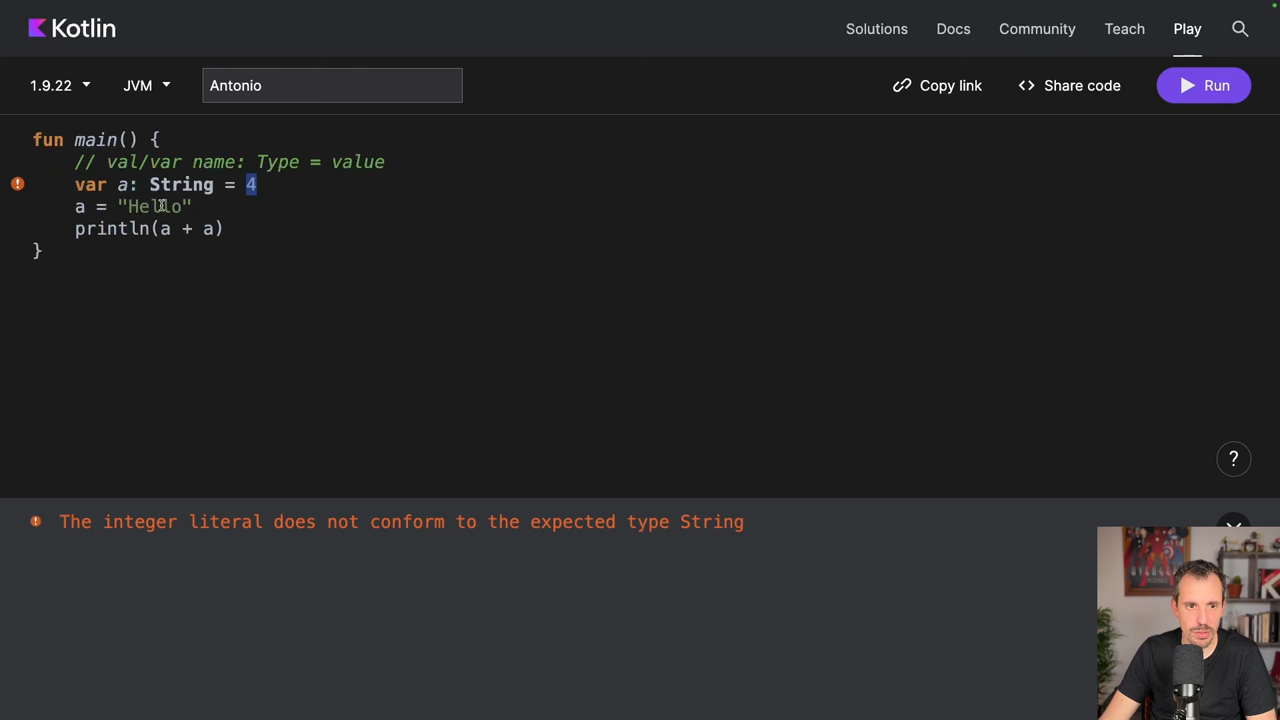 Kotlin
Solutions Docs Community Teach Play
1.9.22 JVM Antonio Copy link Share code Run
fun main() {
// val/var name: Type = value
var a: String = 4
a = "Hello"
println(a + a)
}
?
The integer literal does not conform to the expected type String